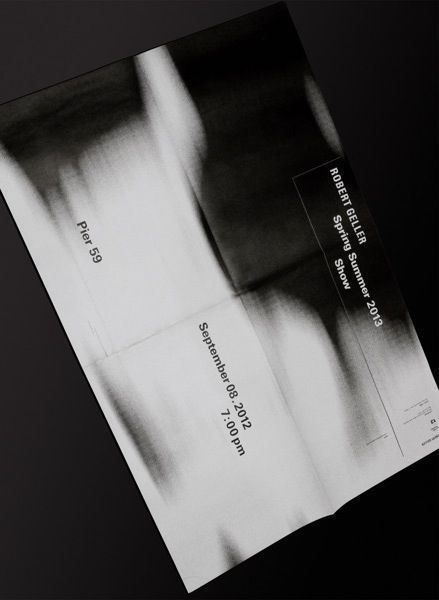 ROBERT GELLER
Spring Summer 2013
Show
September 08.2012
7:00 pm
Pier 59